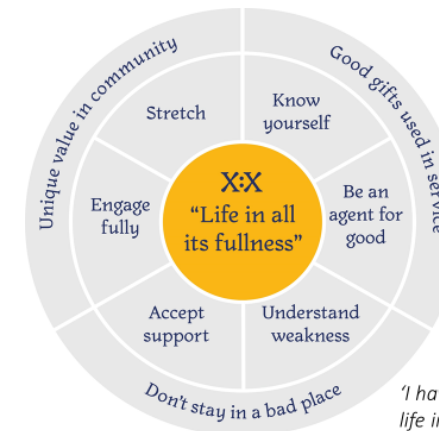 Unique value in community
Good gifts used in service
Stretch
Know
yourself
Engage
fully
X:X
“Life in all
its fullness”
Be an
agent for
good
Accept
support
Understand
weakness
Don't stay in a bad place
‘I ha
life i